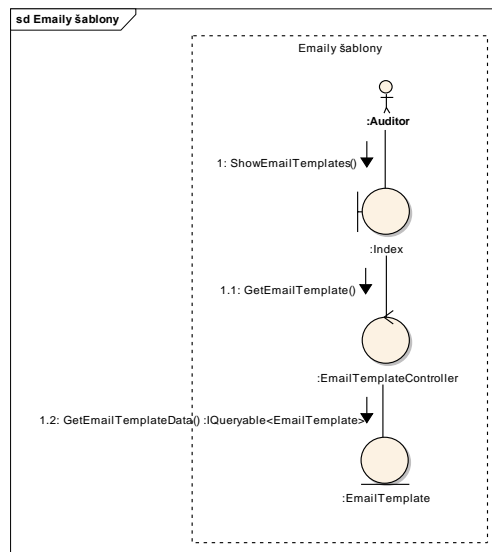 sd Emaily šablony
Emaily šablony
:Auditor
1: ShowEmailTemplates()
:Index
1.1: GetEmailTemplate()
:EmailTemplateController
1.2: GetEmailTemplateData() :IQueryable<EmailTemplate>
:EmailTemplate